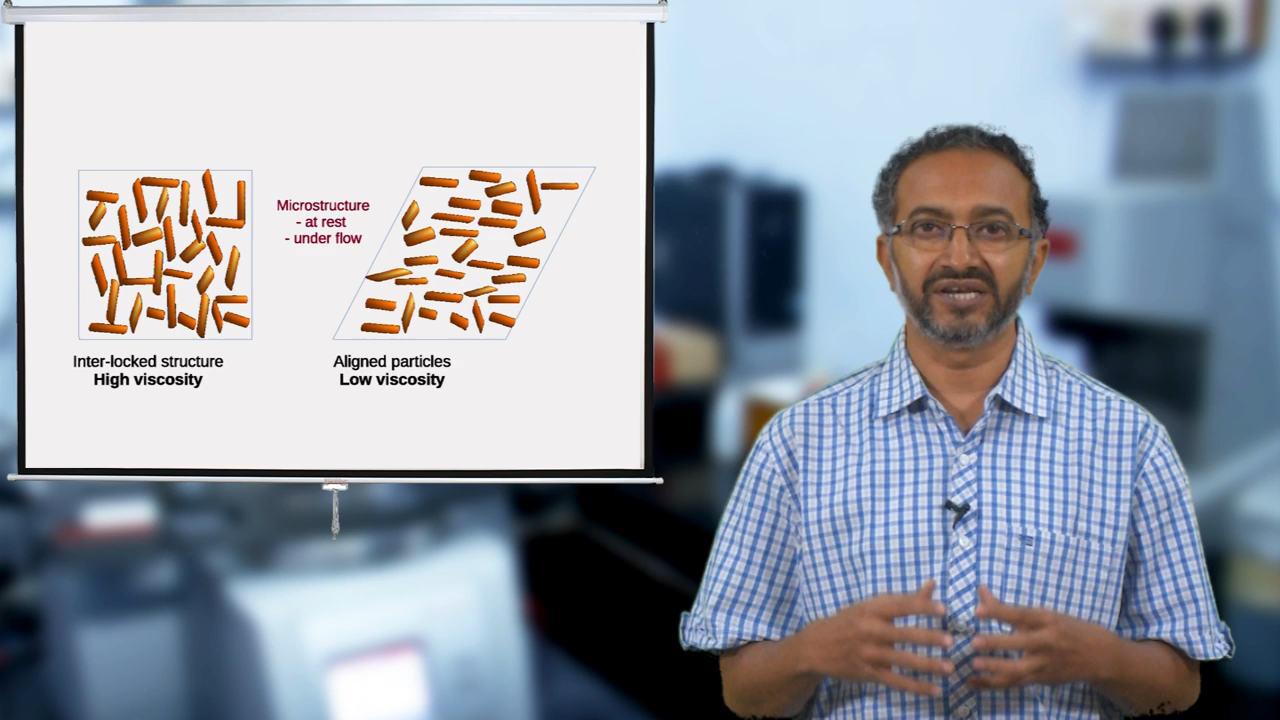 Microstructure
- at rest
- under flow
Inter-locked structure
High viscosity
Aligned particles
Low viscosity